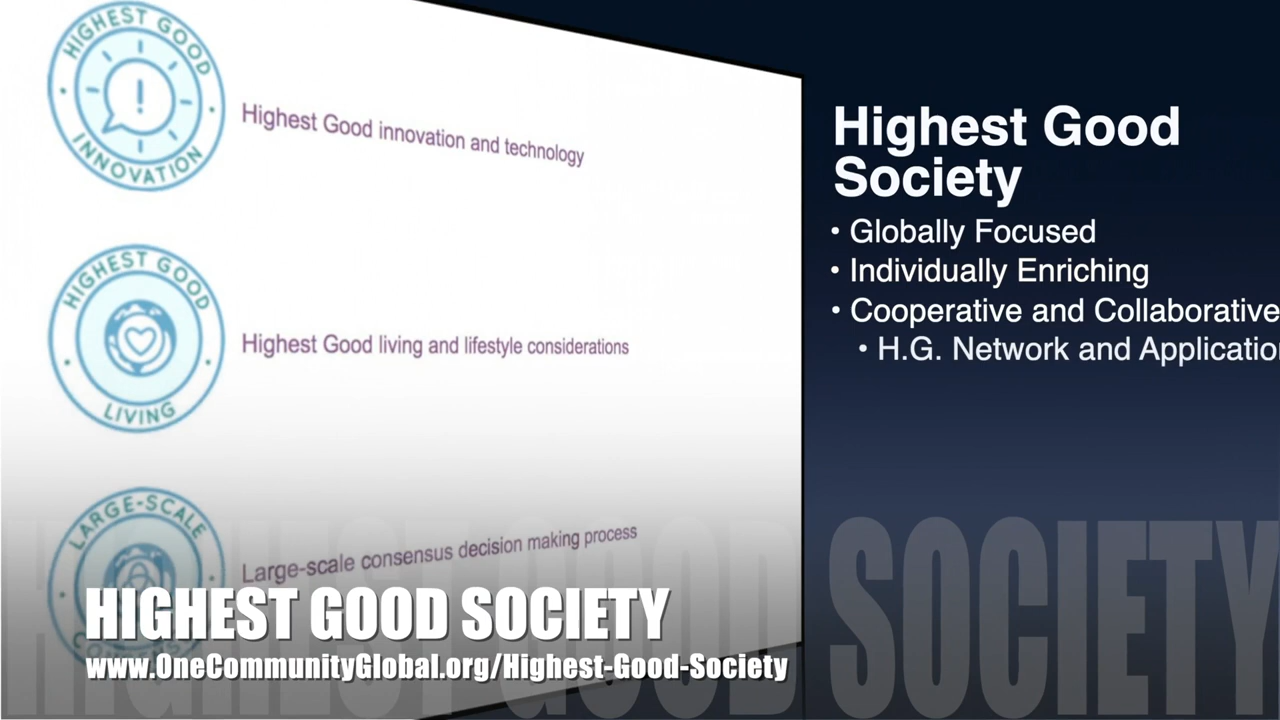 HIGHEST GOOD
INNOVATION
Highest Good innovation and technology
HIGHEST GOOD
LIVING
Highest Good living and lifestyle considerations
LARGE-SCALE
Large-scale consensus decision making process
Highest Good
Society
• Globally Focused
• Individually Enriching
• Cooperative and Collaborative
• H.G. Network and Applicatio
HIGHEST GOOD SOCIETY
HIGHEST GOOD SOCIETY
www.OneCommunityGlobal.org/Highest-Good-Society